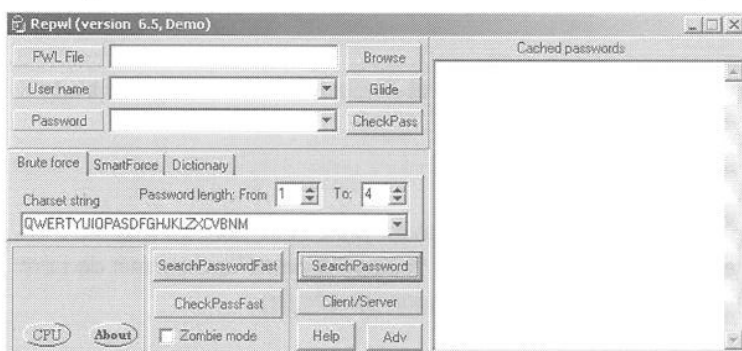 Repwl (version 6.5, Demo)
PWL File
Browse
Cached passwords
User name
Glide
Password
CheckPass
Brute force SmartForce Dictionary
Charset string
Password length: From 1 To: 4
QWERTYUIOPASDFGHJKLZXCVBNM
SearchPasswordFast
SearchPassword
CheckPassFast
Client/Server
CPU
About
Zombie mode
Help
Adv